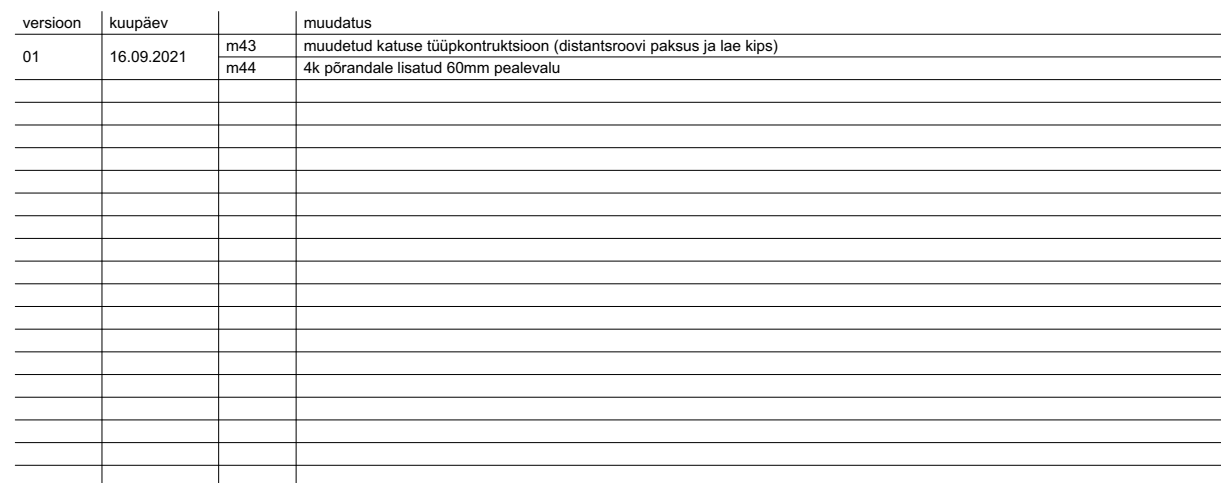 versioon kuupäev muudatus
01 16.09.2021 m43 muudetud katuse tüüpkontruktsioon (distantsroovi paksus ja lae kips)
m44 4k põrandale lisatud 60mm pealevalu